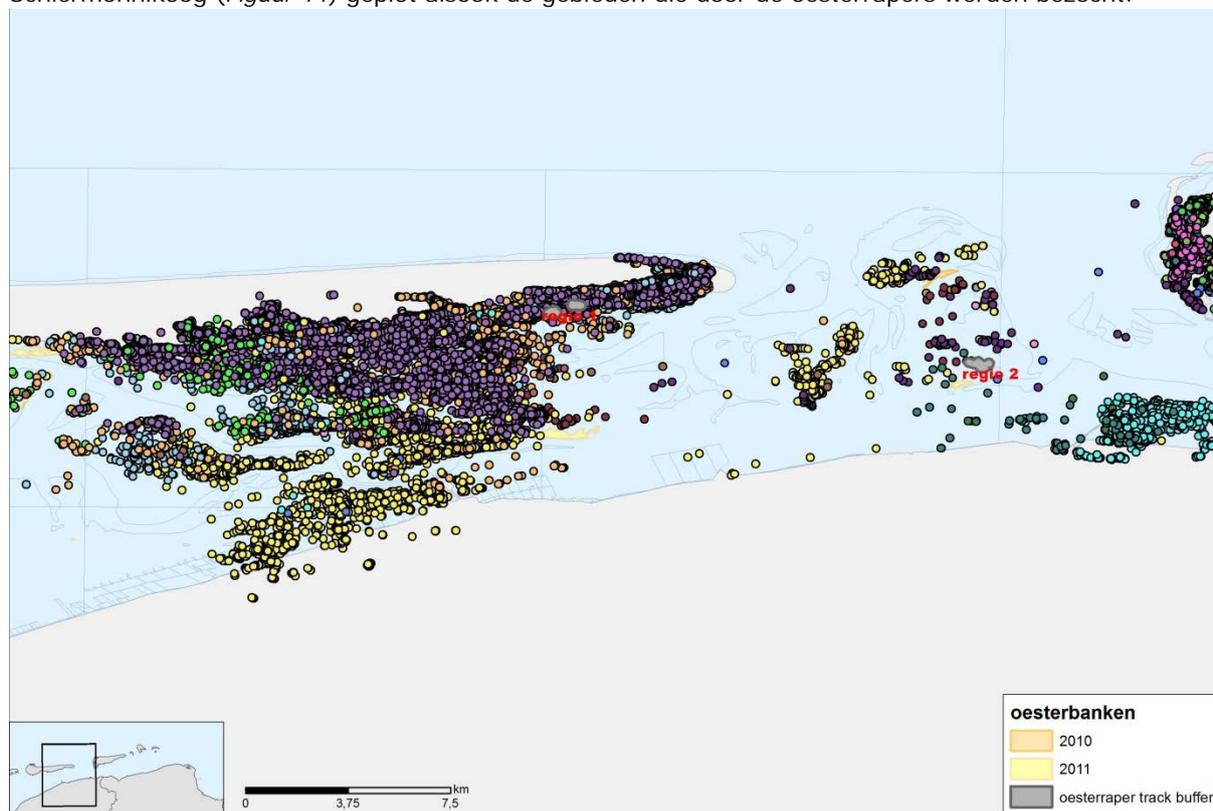 Schiermonnikoog (Figuur 11) geplot alsook de gebieden die door de oesterrapers worden bezocht.
regio 1
regio 2
oesterbanken
2010
2011
oesterraper track buffer
km
0 3,75 7,5